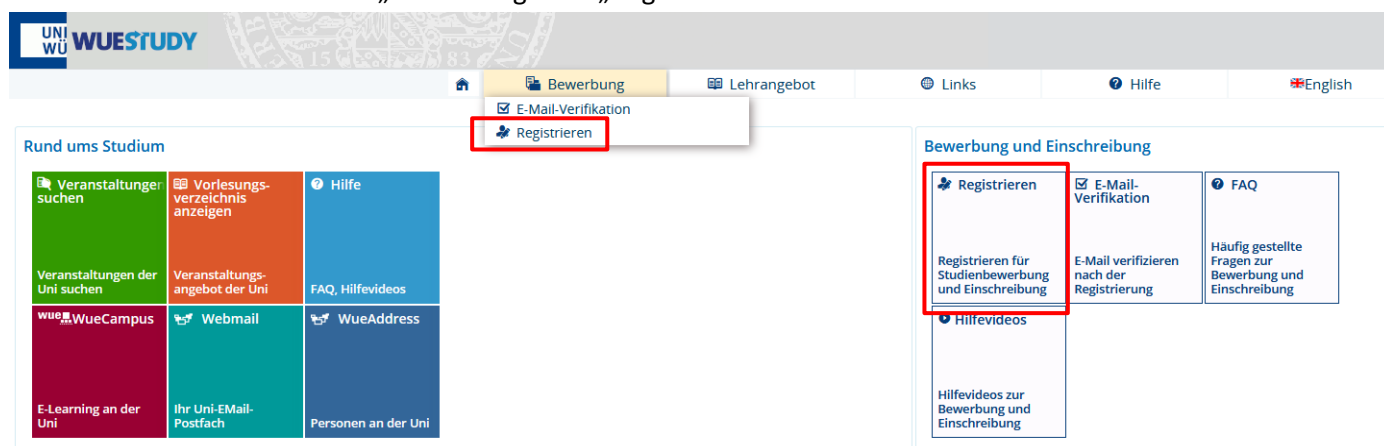 UNI WÜ WUESTUDY
15 83
Bewerbung
Lehrangebot
Links
Hilfe
English
E-Mail-Verifikation
Registrieren
Rund ums Studium
Veranstaltungen
suchen
Veranstaltungen der
Uni suchen
Vorlesungs-
verzeichnis
anzeigen
Veranstaltungs-
angebot der Uni
Hilfe
FAQ, Hilfevideos
wue WueCampus
E-Learning an der
Uni
Webmail
Ihr Uni-EMail-
Postfach
WueAddress
Personen an der Uni
Bewerbung und Einschreibung
Registrieren
Registrieren für
Studienbewerbung
und Einschreibung
E-Mail-
Verifikation
E-Mail verifizieren
nach der
Registrierung
FAQ
Häufig gestellte
Fragen zur
Bewerbung und
Einschreibung
Hilfevideos
Hilfevideos zur
Bewerbung und
Einschreibung